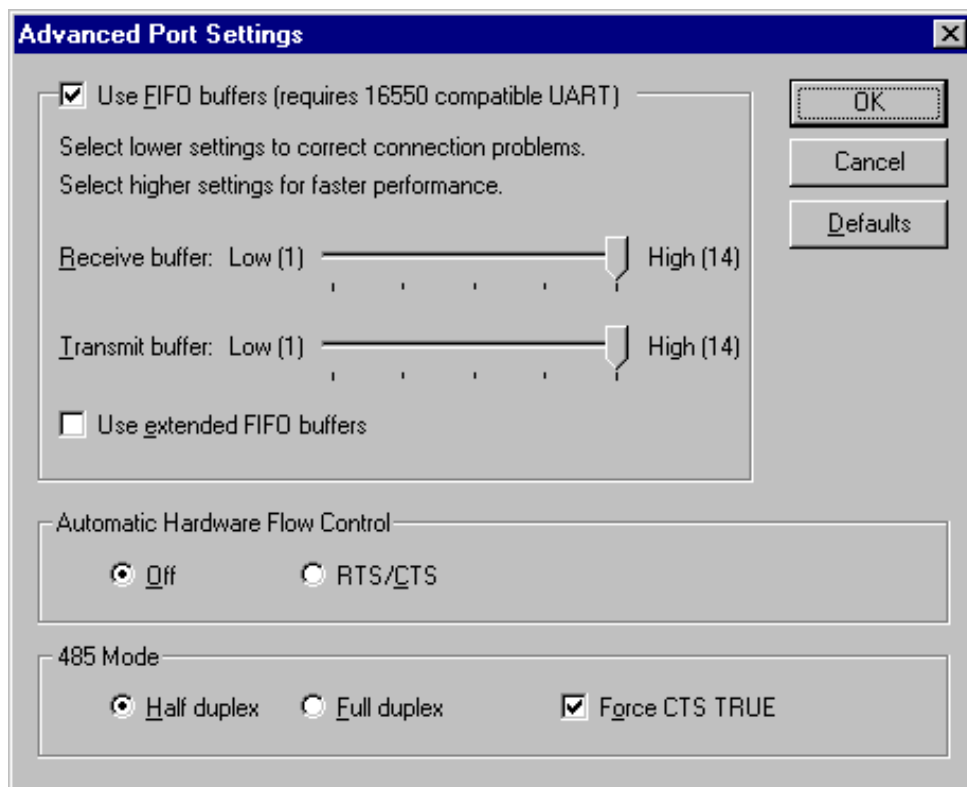 Advanced Port Settings
Use FIFO buffers (requires 16550 compatible UART)
OK
Select lower settings to correct connection problems.
Cancel
Select higher settings for faster performance.
Defaults
Receive buffer: Low (1) High (14)
Transmit buffer: Low (1) High (14)
Use extended FIFO buffers
Automatic Hardware Flow Control
Off RTS/CTS
485 Mode
Half duplex Full duplex Force CTS TRUE